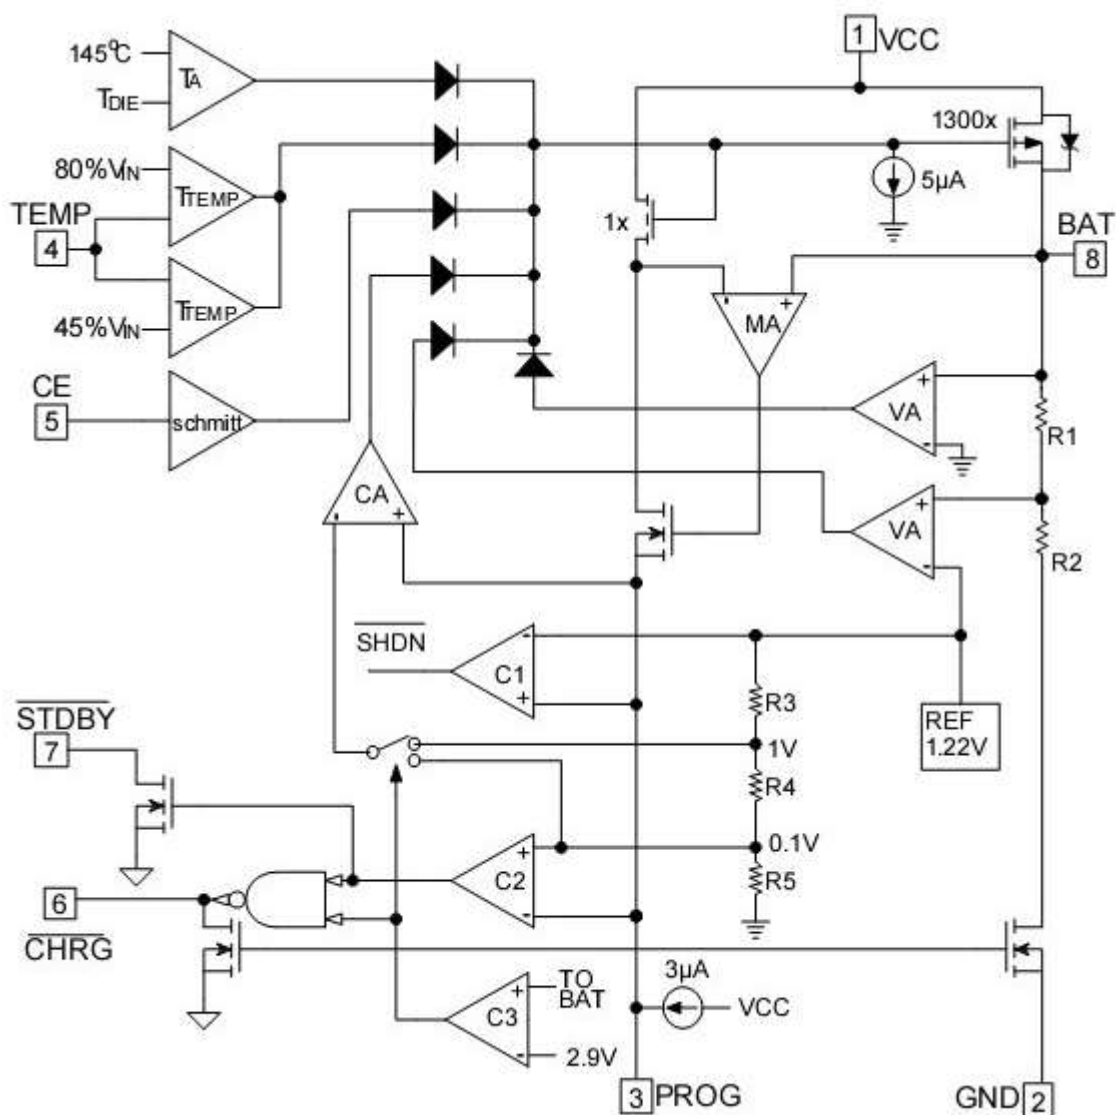 1 VCC
145°C
TA
TDIE
1300x
80%VIN
TTEMP
5µA
TEMP
4
1x
BAT
8
TTEMP
45%VIN
- +
MA
CE
5
schmitt
+
VA
-
R1
CA
- +
+
VA
-
R2
SHDN
-
C1
+
R3
STDBY
7
REF
1.22V
1V
R4
0.1V
+
C2
-
R5
6
CHRG
3µA
VCC
+
C3
-
TO
BAT
2.9V
3 PROG
GND 2